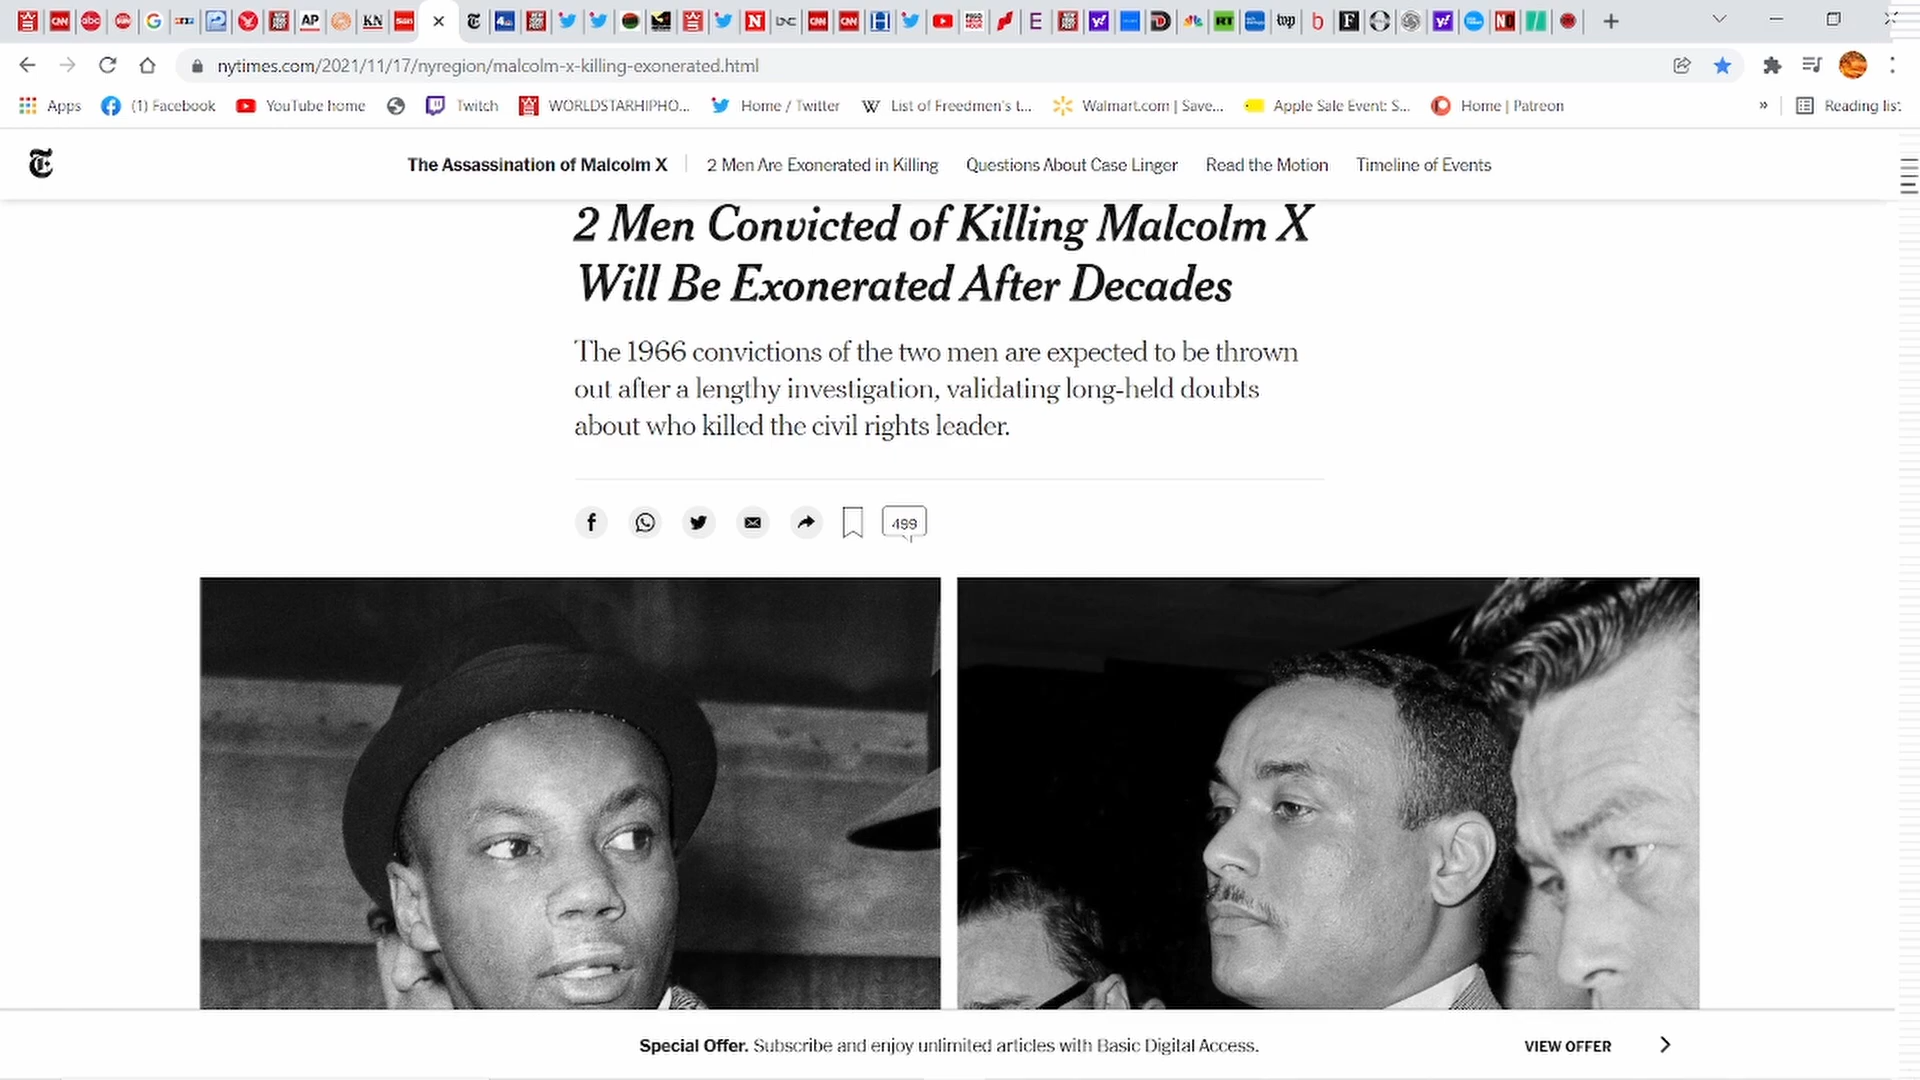 nytimes.com/2021/11/17/nyregion/malcolm-x-killing-exonerated.html
Apps (1) Facebook YouTube home Twitch WORLDSTARHIPHO... Home / Twitter List of Freedmen's t... Walmart.com | Save... Apple Sale Event: S... Home | Patreon » Reading list
The Assassination of Malcolm X 2 Men Are Exonerated in Killing Questions About Case Linger Read the Motion Timeline of Events
2 Men Convicted of Killing Malcolm X
Will Be Exonerated After Decades
The 1966 convictions of the two men are expected to be thrown
out after a lengthy investigation, validating long-held doubts
about who killed the civil rights leader.
499
Special Offer. Subscribe and enjoy unlimited articles with Basic Digital Access. VIEW OFFER